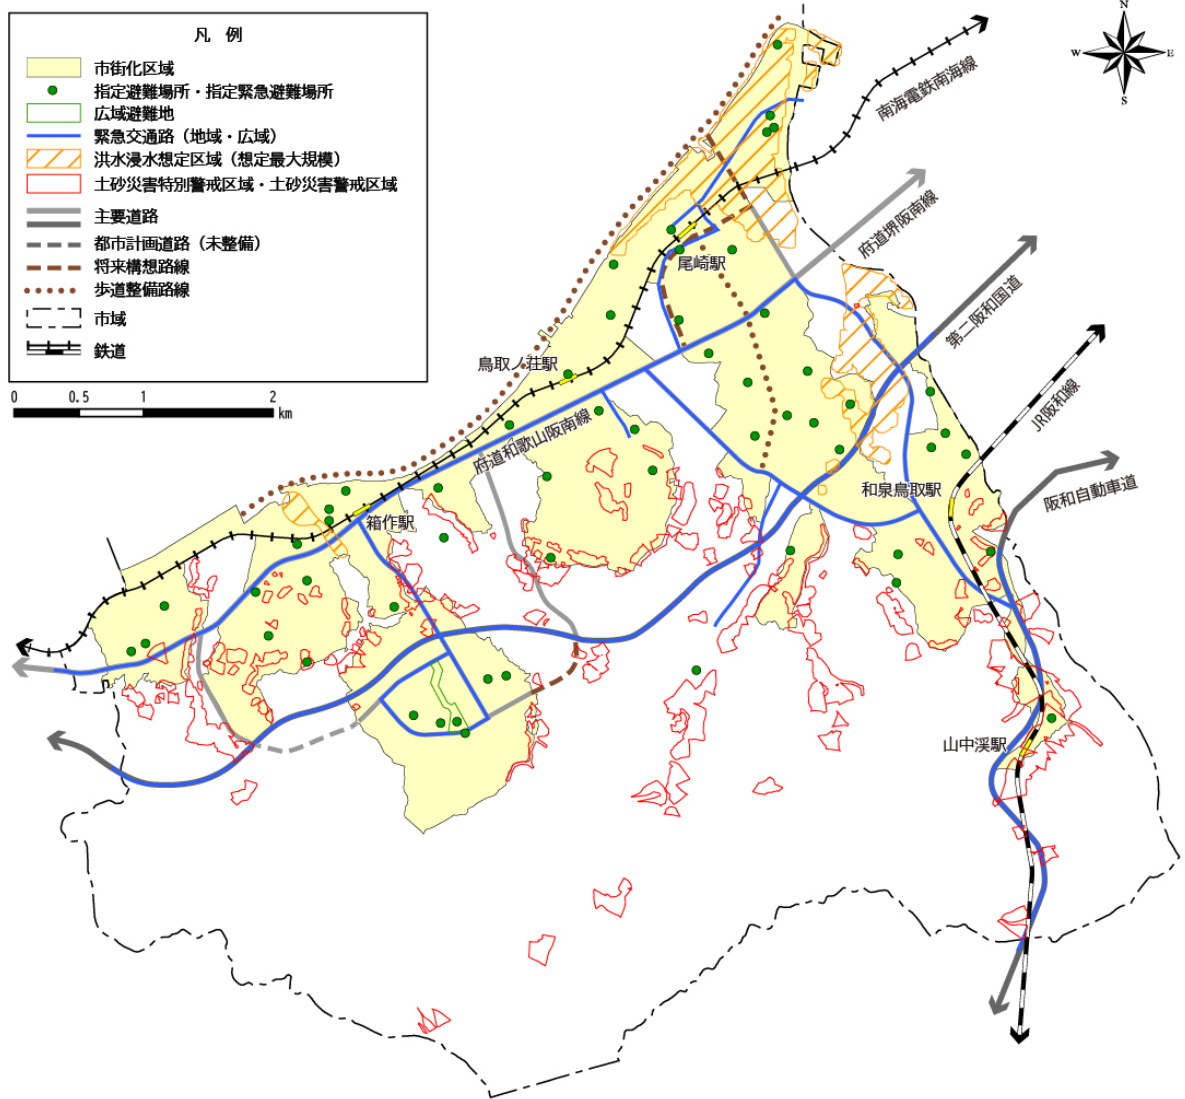 凡 例
市街化区域
指定避難場所・指定緊急避難場所
広域避難地
緊急交通路（地域・広域）
洪水浸水想定区域（想定最大規模）
土砂災害特別警戒区域・土砂災害警戒区域
主要道路
都市計画道路（未整備）
将来構想路線
歩道整備路線
市域
鉄道
0 0.5 1 2
km
N
W E
S
南海電鉄南海線
府道堺阪南線
第二阪和国道
JR阪和線
阪和自動車道
尾崎駅
鳥取ノ荘駅
府道和歌山阪南線
箱作駅
和泉鳥取駅
山中渓駅